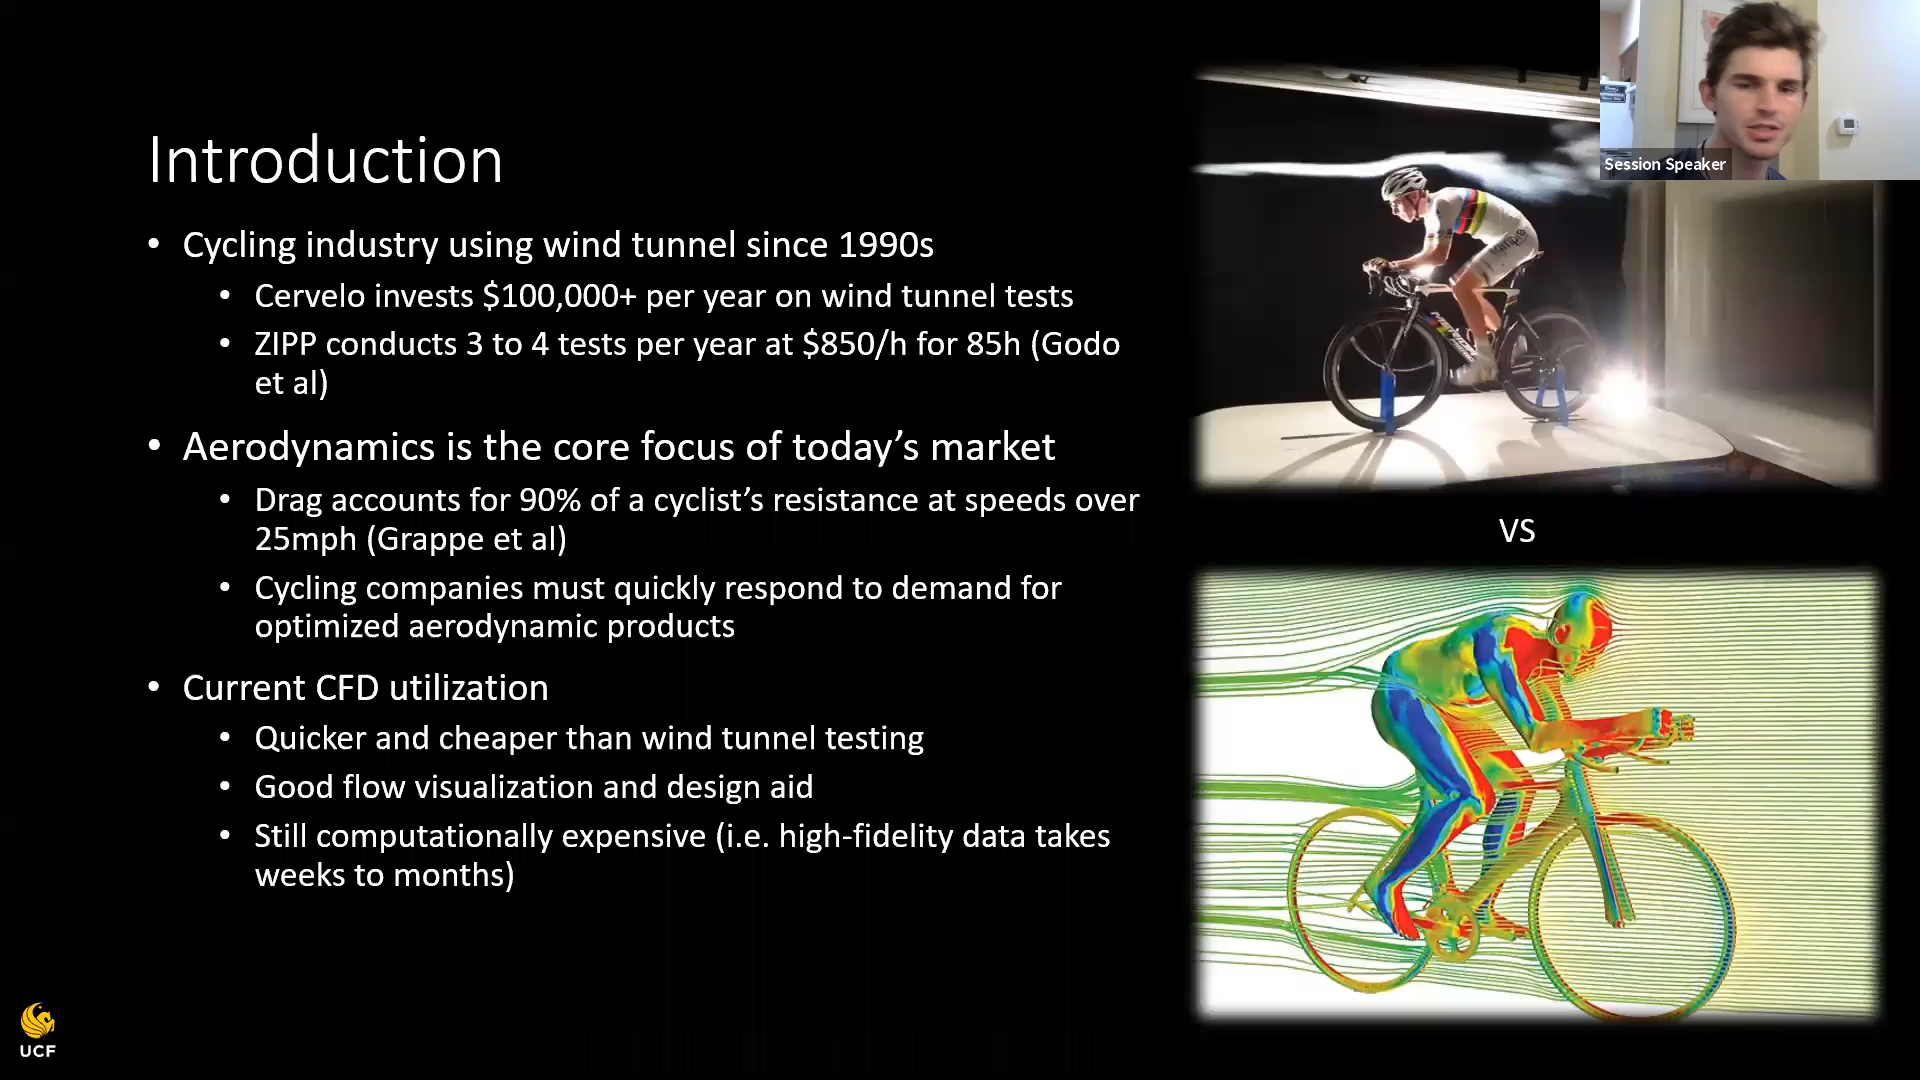 Session Speaker
Introduction
• Cycling industry using wind tunnel since 1990s
• Cervelo invests $100,000+ per year on wind tunnel tests
• ZIPP conducts 3 to 4 tests per year at $850/h for 85h (Godo
et al)
• Aerodynamics is the core focus of today’s market
• Drag accounts for 90% of a cyclist’s resistance at speeds over
25mph (Grappe et al)
• Cycling companies must quickly respond to demand for
optimized aerodynamic products
• Current CFD utilization
• Quicker and cheaper than wind tunnel testing
• Good flow visualization and design aid
• Still computationally expensive (i.e. high-fidelity data takes
weeks to months)
VS
UCF